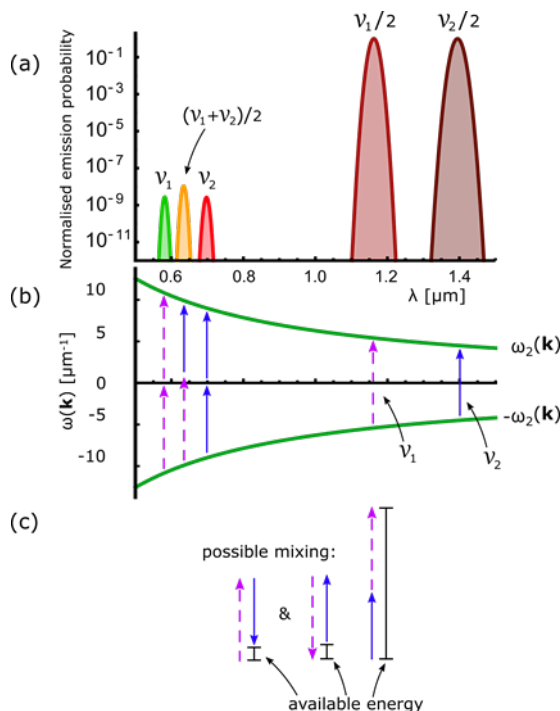 (a)
Normalised emission probability
10⁻¹
10⁻³
10⁻⁵
10⁻⁷
10⁻⁹
10⁻¹¹
ν₁/2
ν₂/2
(ν₁+ν₂)/2
ν₁
ν₂
0.6
0.8
1.0
1.2
1.4
λ [μm]
(b)
ω(k) [μm⁻¹]
10
5
0
-5
-10
ω₂(k)
-ω₂(k)
ν₁
ν₂
(c)
possible mixing:
&
available energy